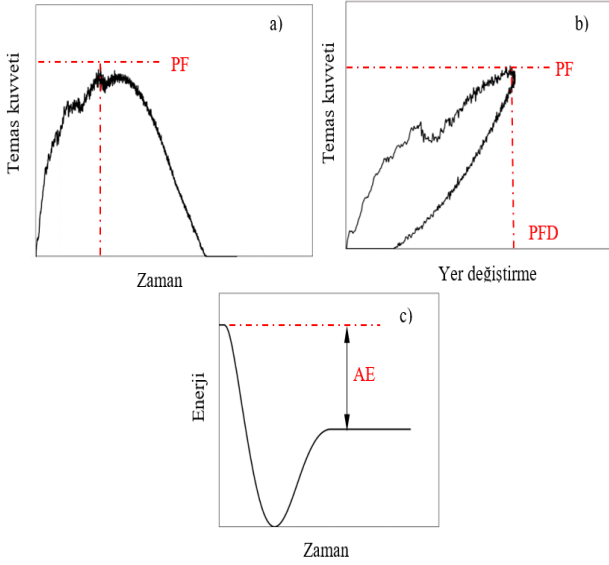 a)
PF
Temas kuvveti
Zaman
b)
PF
PFD
Temas kuvveti
Yer değiştirme
c)
AE
Enerji
Zaman